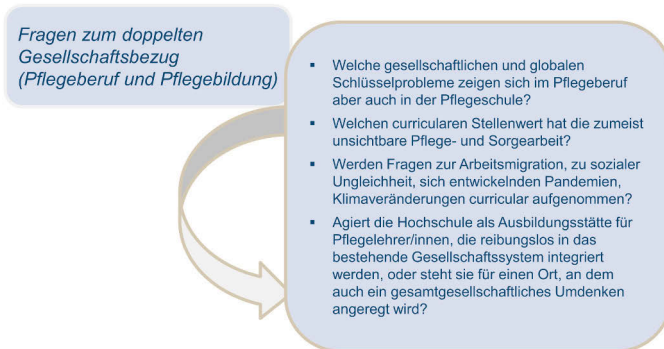 Fragen zum doppelten
Gesellschaftsbezug
(Pflegeberuf und Pflegebildung)
▪ Welche gesellschaftlichen und globalen
Schlüsselprobleme zeigen sich im Pflegeberuf
aber auch in der Pflegeschule?
▪ Welchen curricularen Stellenwert hat die zumeist
unsichtbare Pflege- und Sorgearbeit?
▪ Werden Fragen zur Arbeitsmigration, zu sozialer
Ungleichheit, sich entwickelnden Pandemien,
Klimaveränderungen curricular aufgenommen?
▪ Agiert die Hochschule als Ausbildungsstätte für
Pflegelehrer/innen, die reibungslos in das
bestehende Gesellschaftssystem integriert
werden, oder steht sie für einen Ort, an dem
auch ein gesamtgesellschaftliches Umdenken
angeregt wird?